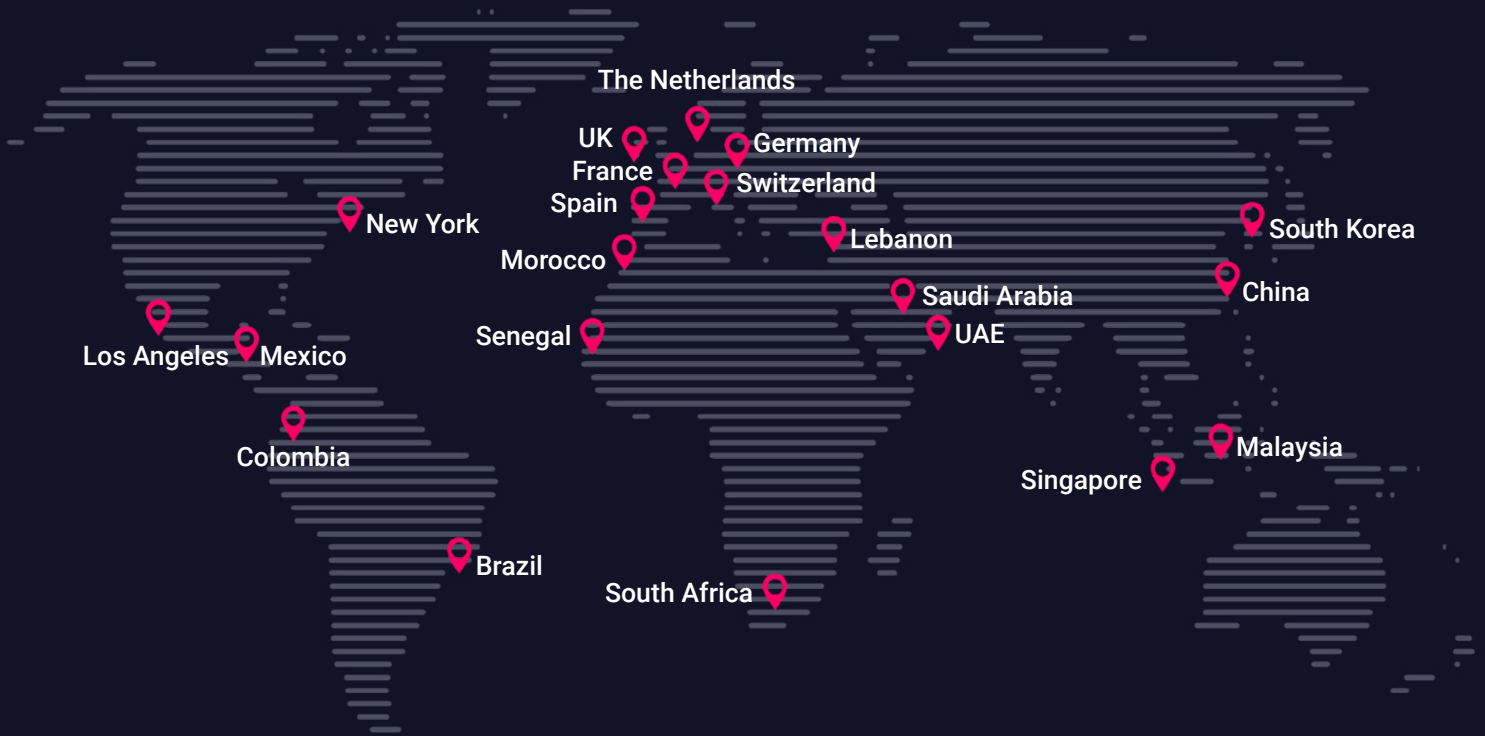 The Netherlands
UK
Germany
France
Switzerland
Spain
New York
South Korea
Lebanon
Morocco
China
Saudi Arabia
Senegal
UAE
Los Angeles
Mexico
Malaysia
Colombia
Singapore
Brazil
South Africa